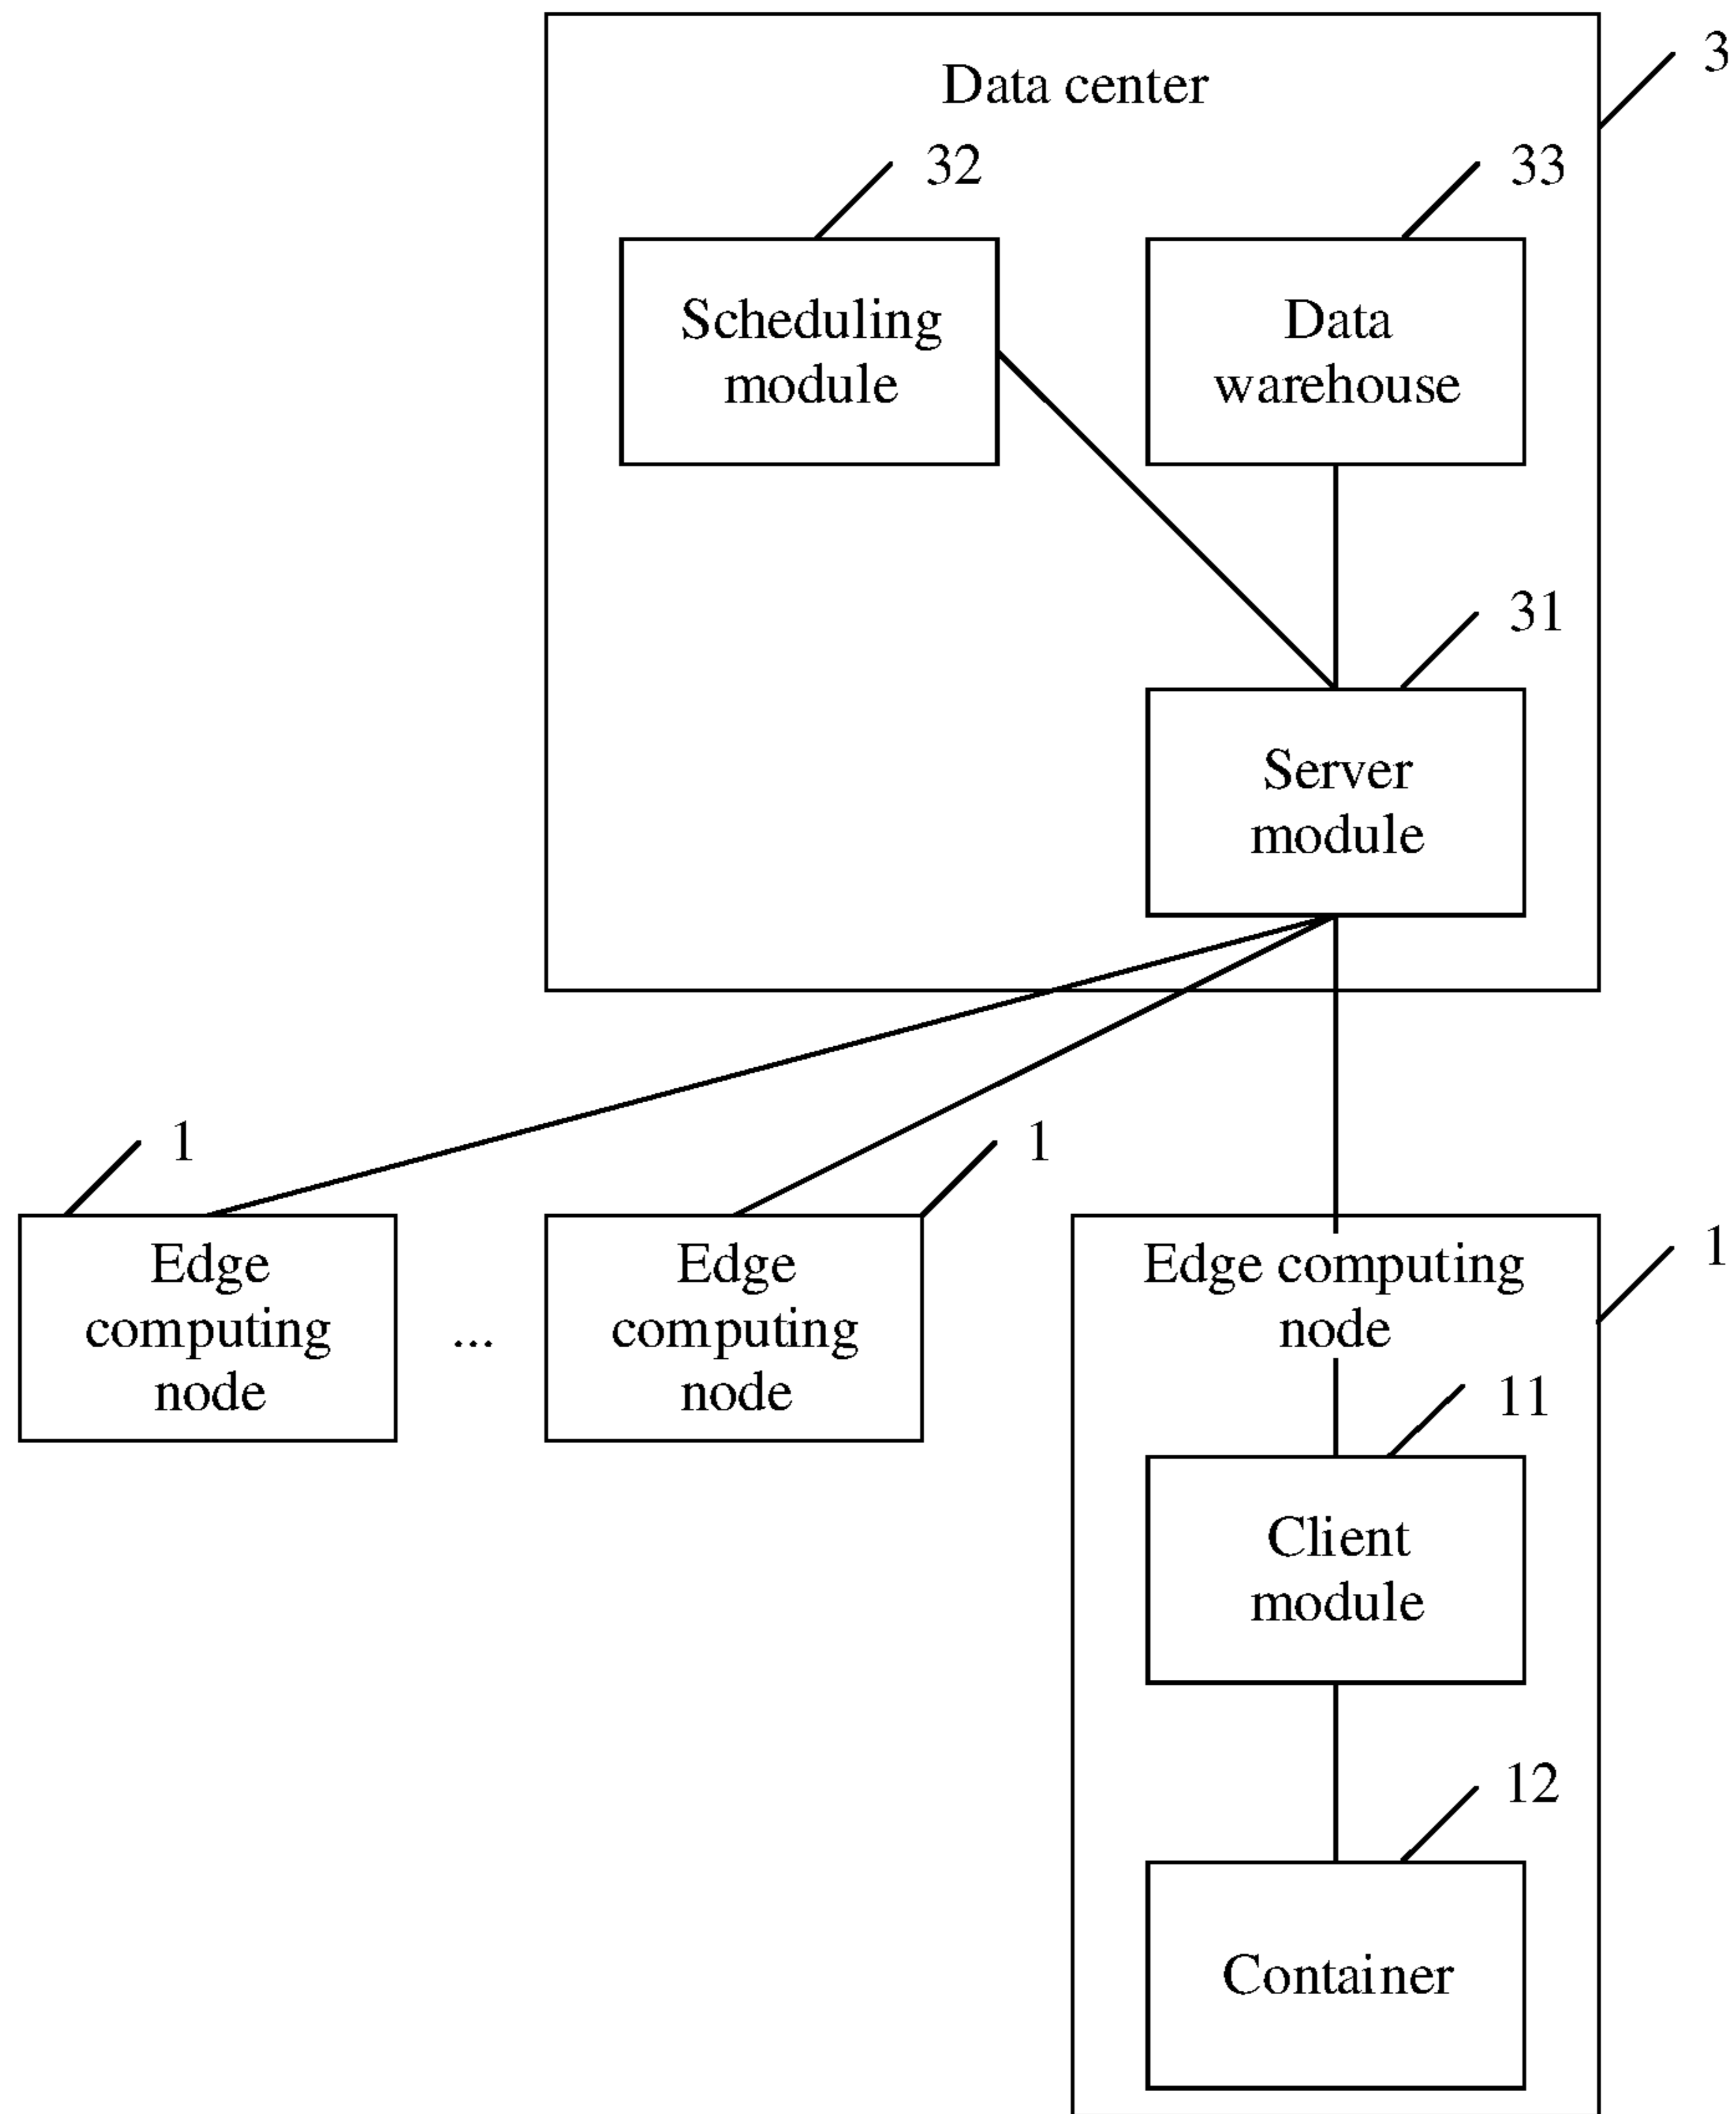 3
Data center
32
33
Scheduling
module
Data
warehouse
31
Server
module
1
1
1
Edge
computing
node
...
Edge
computing
node
Edge computing
node
11
Client
module
12
Container